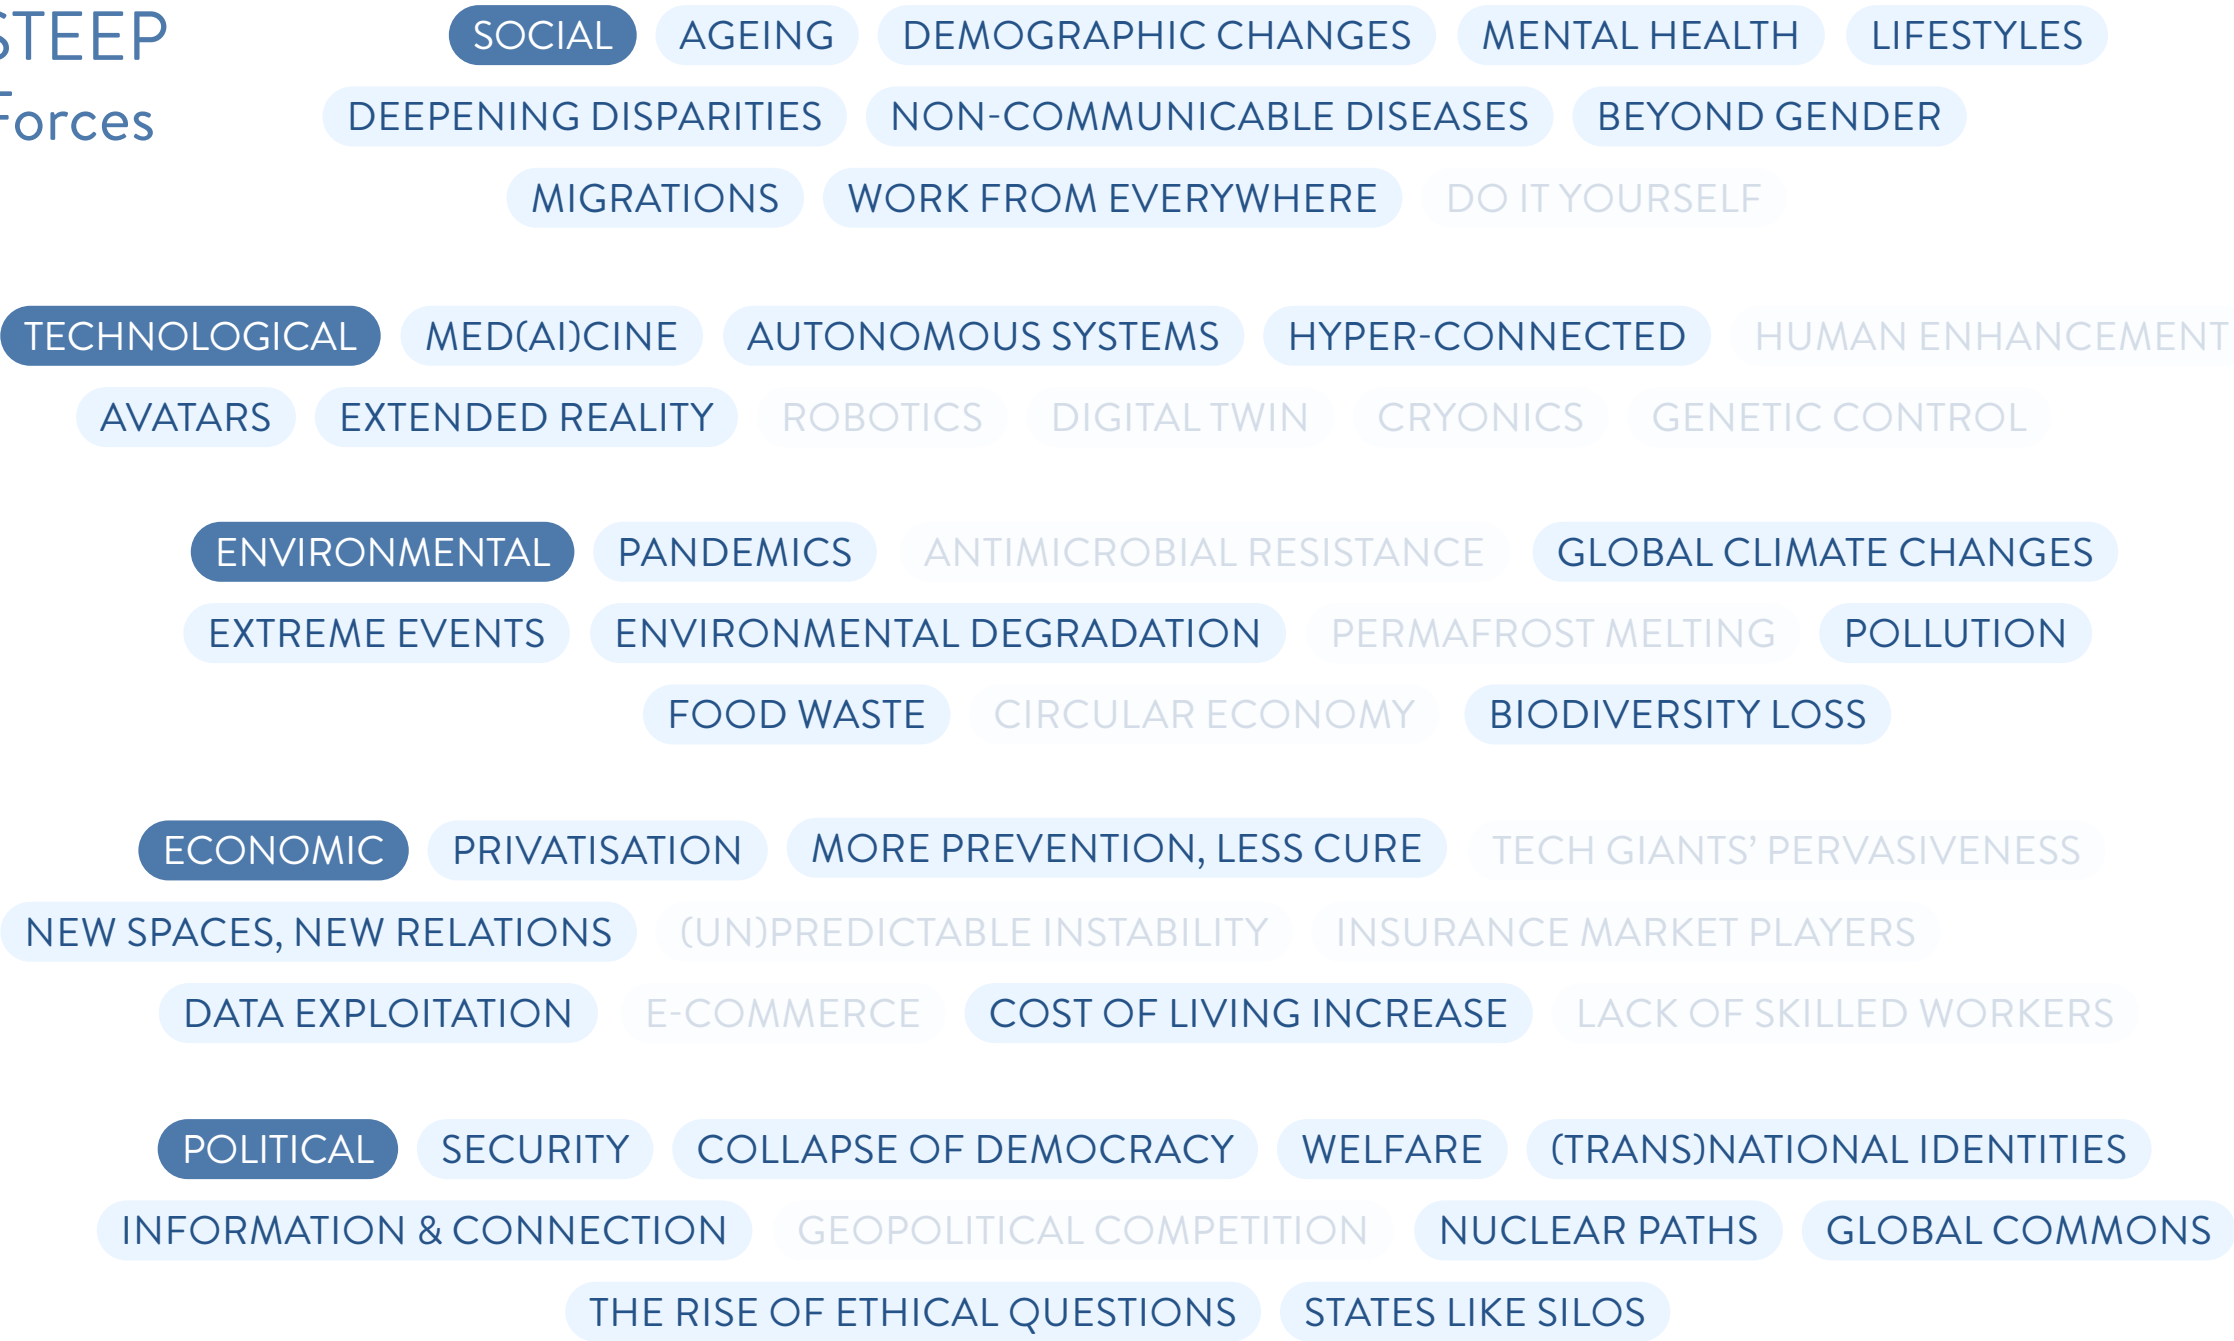 STEEP
Forces
SOCIAL AGEING DEMOGRAPHIC CHANGES MENTAL HEALTH LIFESTYLES
DEEPENING DISPARITIES NON-COMMUNICABLE DISEASES BEYOND GENDER
MIGRATIONS WORK FROM EVERYWHERE DO IT YOURSELF
TECHNOLOGICAL MED(AI)CINE AUTONOMOUS SYSTEMS HYPER-CONNECTED HUMAN ENHANCEMENT
AVATARS EXTENDED REALITY ROBOTICS DIGITAL TWIN CRYONICS GENETIC CONTROL
ENVIRONMENTAL PANDEMICS ANTIMICROBIAL RESISTANCE GLOBAL CLIMATE CHANGES
EXTREME EVENTS ENVIRONMENTAL DEGRADATION PERMAFROST MELTING POLLUTION
FOOD WASTE CIRCULAR ECONOMY BIODIVERSITY LOSS
ECONOMIC PRIVATISATION MORE PREVENTION, LESS CURE TECH GIANTS’ PERVASIVENESS
NEW SPACES, NEW RELATIONS (UN)PREDICTABLE INSTABILITY INSURANCE MARKET PLAYERS
DATA EXPLOITATION E-COMMERCE COST OF LIVING INCREASE LACK OF SKILLED WORKERS
POLITICAL SECURITY COLLAPSE OF DEMOCRACY WELFARE (TRANS)NATIONAL IDENTITIES
INFORMATION & CONNECTION GEOPOLITICAL COMPETITION NUCLEAR PATHS GLOBAL COMMONS
THE RISE OF ETHICAL QUESTIONS STATES LIKE SILOS